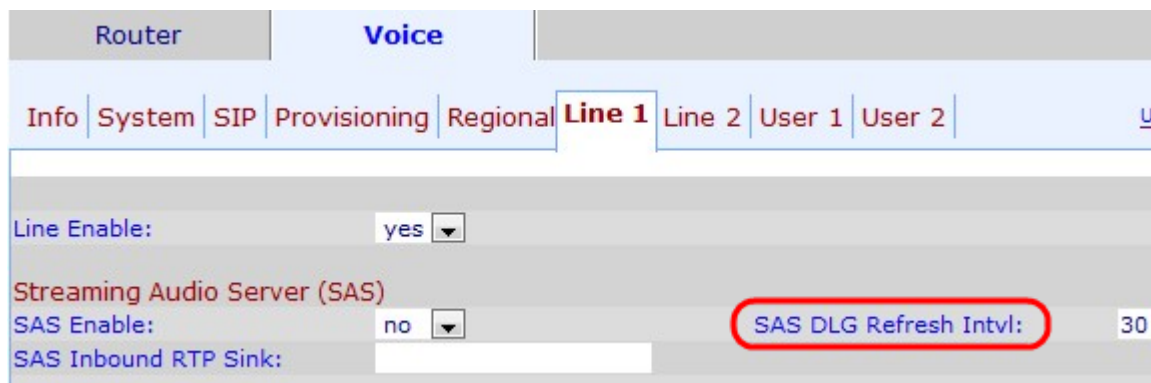 Router Voice
Info System SIP Provisioning Regional Line 1 Line 2 User 1 User 2
Line Enable: yes
Streaming Audio Server (SAS)
SAS Enable: no SAS DLG Refresh Intvl: 30
SAS Inbound RTP Sink: